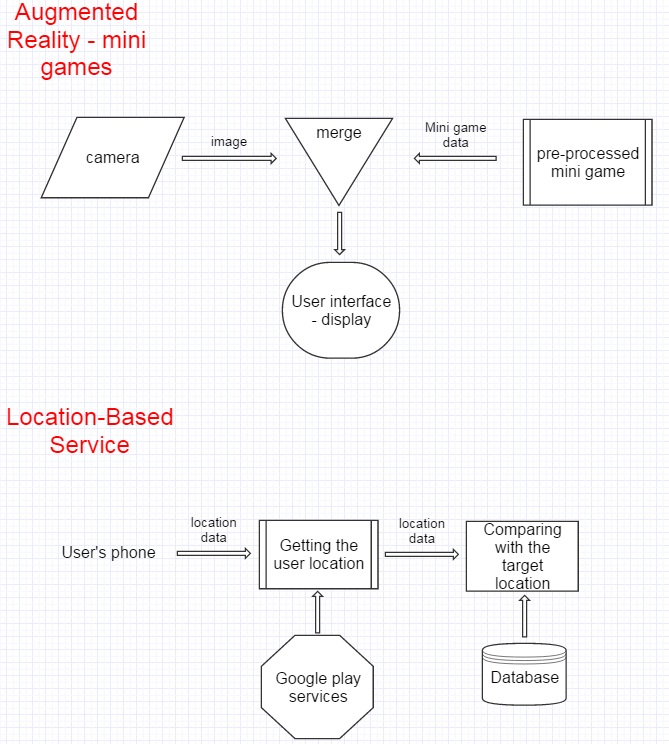 Augmented
Reality - mini
games
camera
image
merge
Mini game
data
pre-processed
mini game
User interface
- display
Location-Based
Service
User's phone
location
data
Getting the
user location
location
data
Comparing
with the
target
location
Google play
services
Database